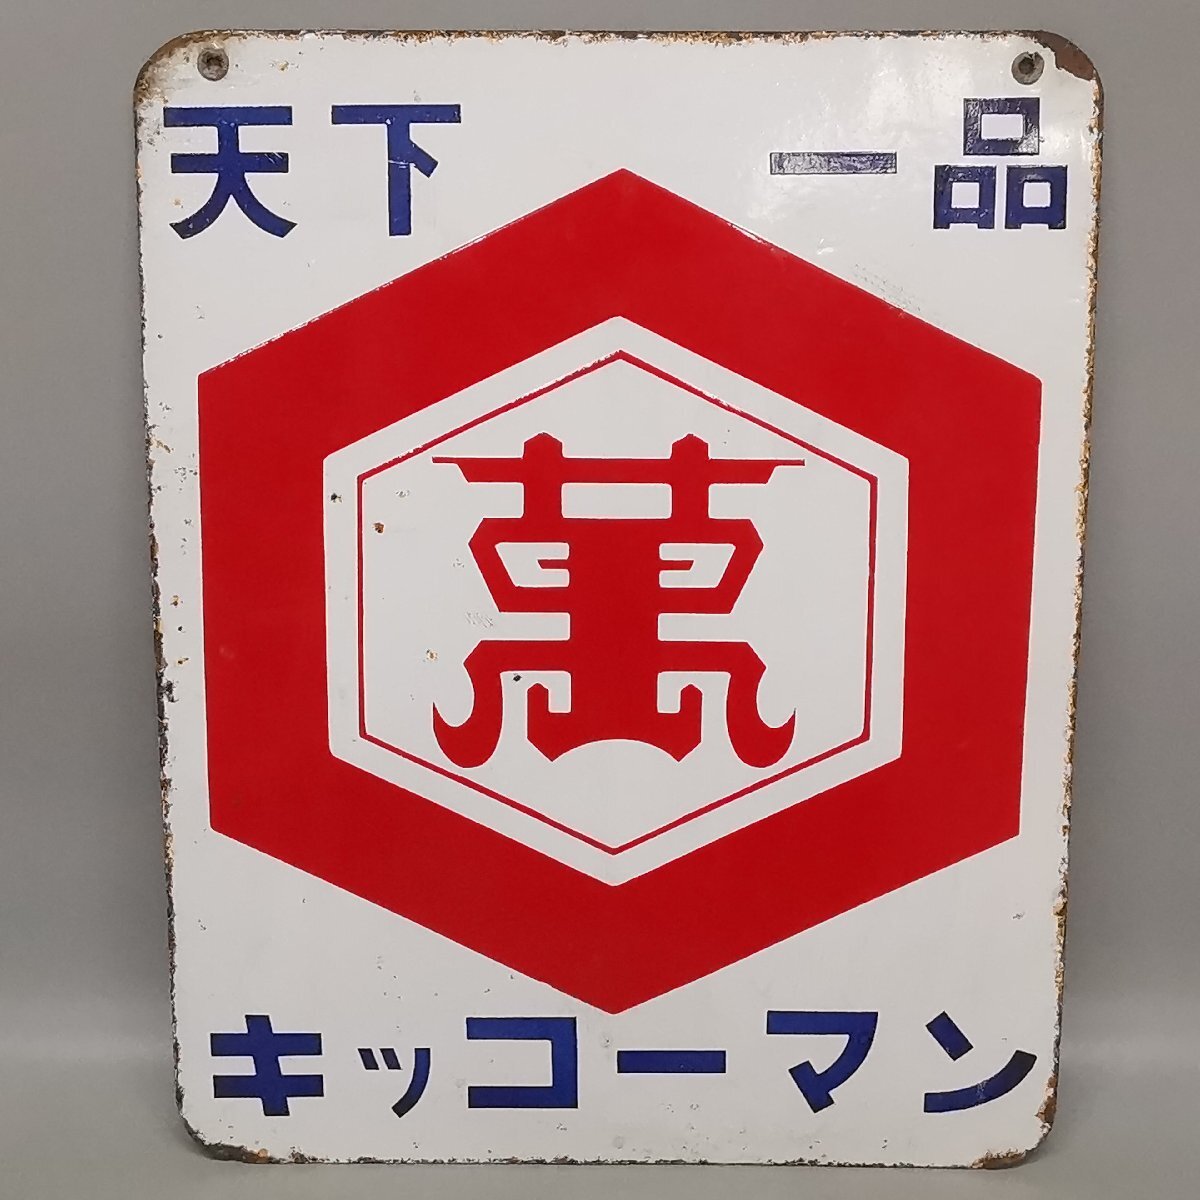 天下一品
萬
キッコーマン